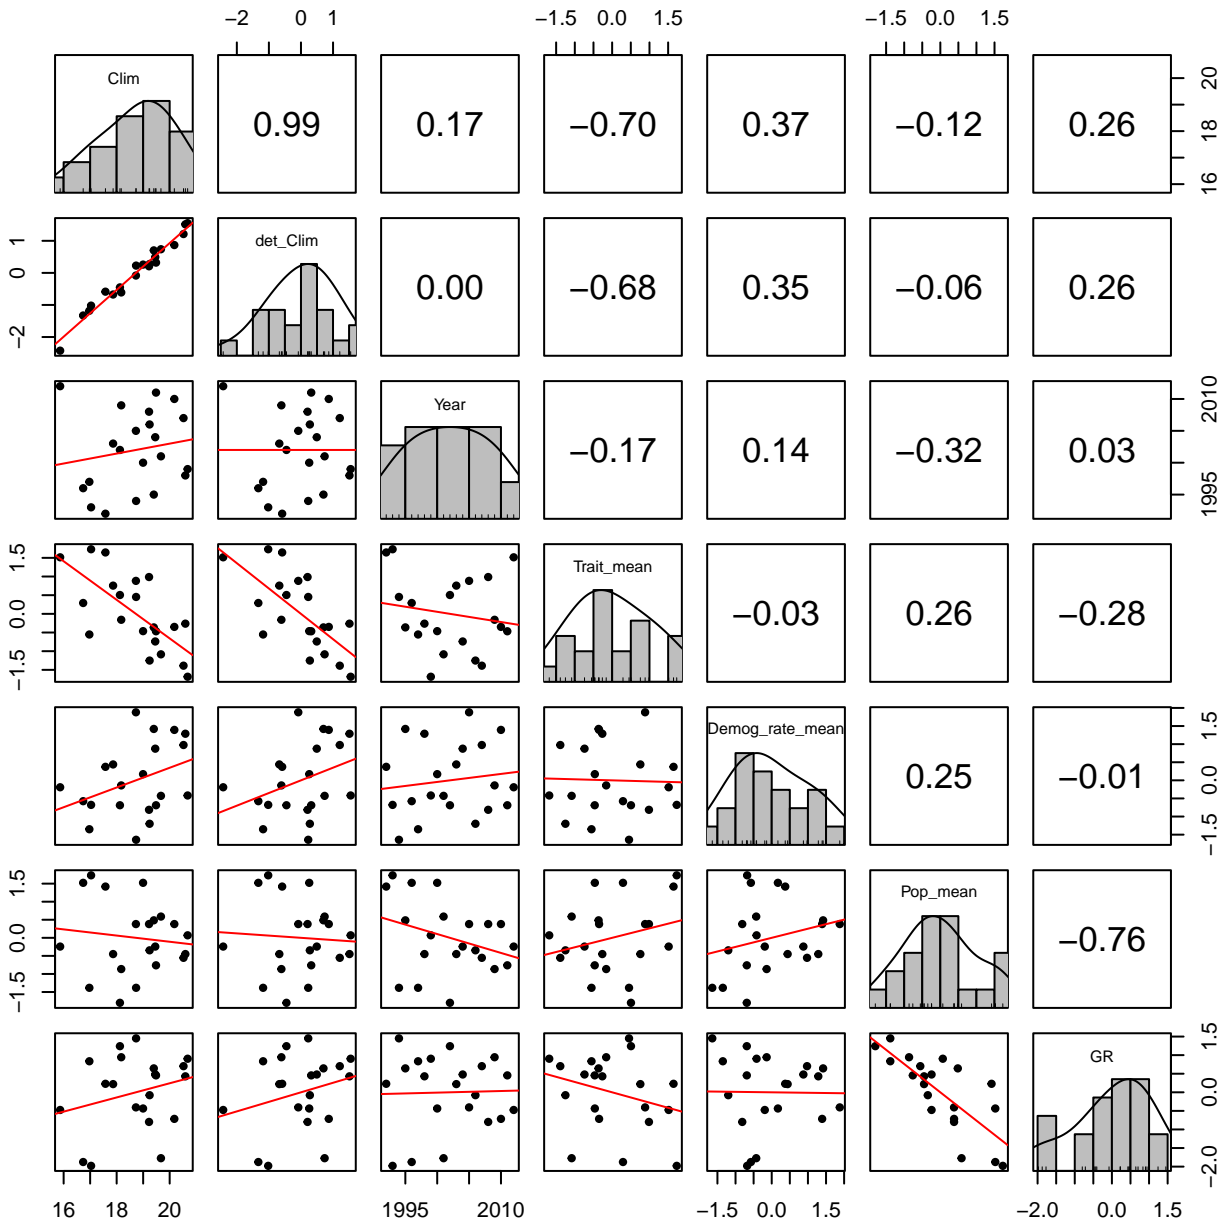 −2 0 1 −1.5 0.0 1.5 −1.5 0.0 1.5
Clim 0.99 0.17 −0.70 0.37 −0.12 0.26 16 18 20
−2 0 1 det_Clim 0.00 −0.68 0.35 −0.06 0.26
Year −0.17 0.14 −0.32 0.03 1995 2010
−1.5 0.0 1.5 Trait_mean −0.03 0.26 −0.28
Demog_rate_mean 0.25 −0.01 −1.5 0.0 1.5
−1.5 0.0 1.5 Pop_mean −0.76
GR −2.0 0.0 1.5
16 18 20 1995 2010 −1.5 0.0 1.5 −2.0 0.0 1.5